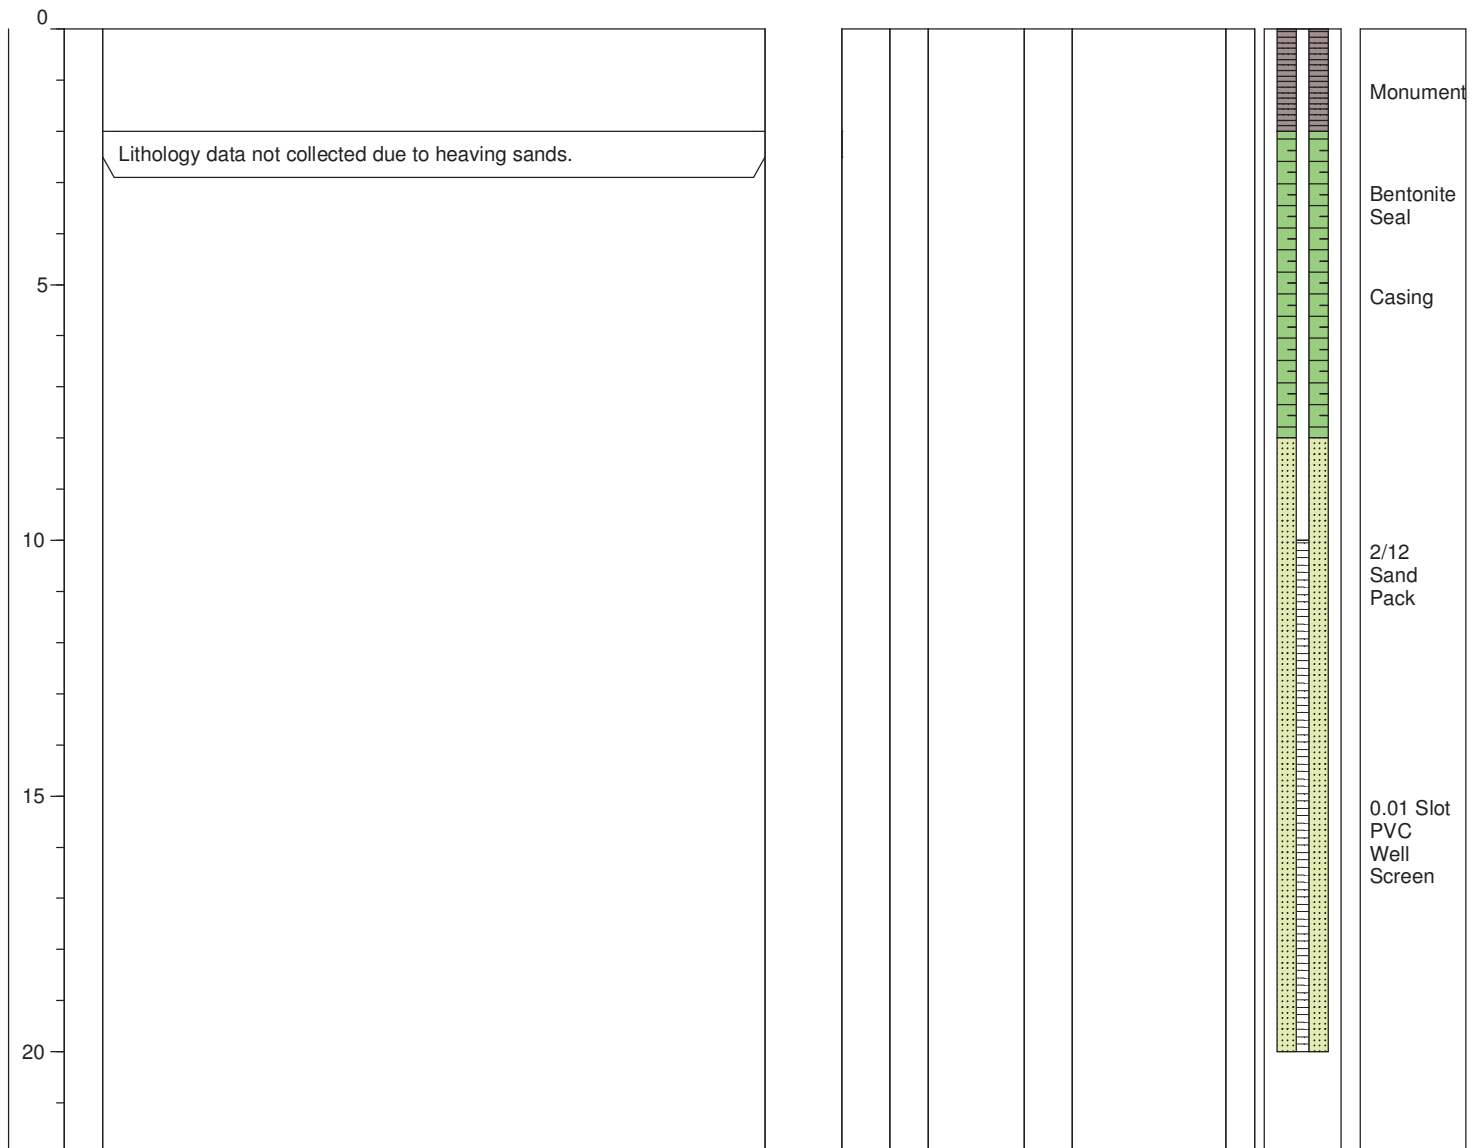 0
Monument
Lithology data not collected due to heaving sands.
Bentonite
Seal
5
Casing
10
2/12
Sand
Pack
15
0.01 Slot
PVC
Well
Screen
20